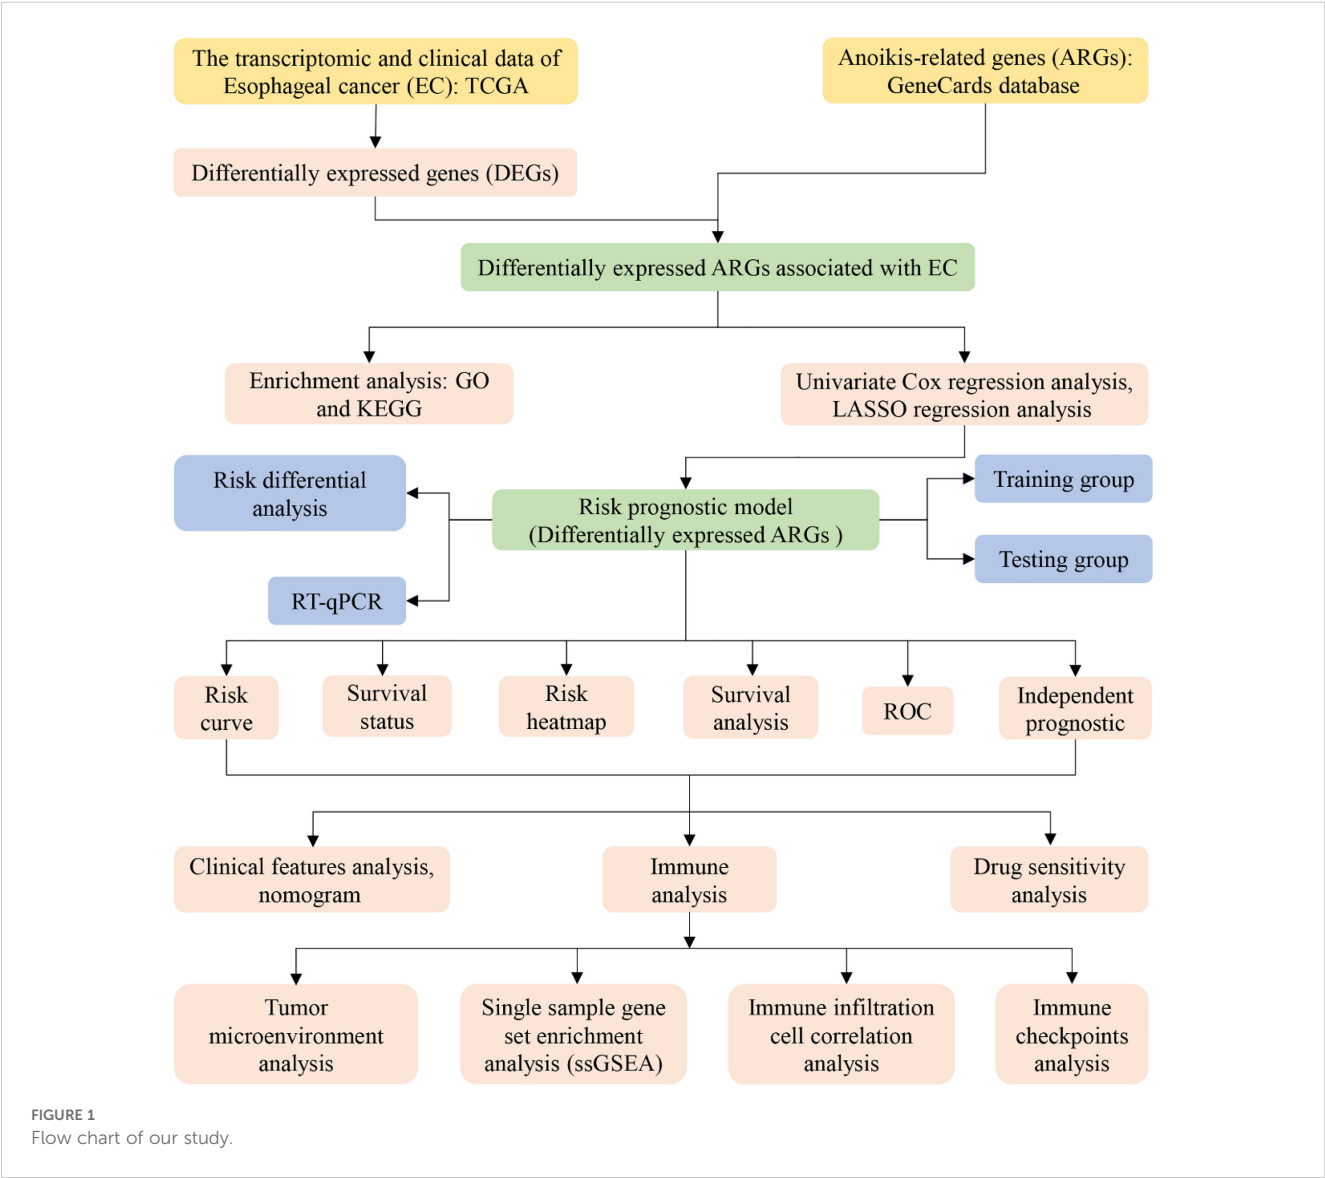 The transcriptomic and clinical data of
Esophageal cancer (EC): TCGA
Anoikis-related genes (ARGs):
GeneCards database
Differentially expressed genes (DEGs)
Differentially expressed ARGs associated with EC
Enrichment analysis: GO
and KEGG
Univariate Cox regression analysis,
LASSO regression analysis
Risk differential
analysis
Risk prognostic model
(Differentially expressed ARGs )
Training group
Testing group
RT-qPCR
Risk
curve
Survival
status
Risk
heatmap
Survival
analysis
ROC
Independent
prognostic
Clinical features analysis,
nomogram
Immune
analysis
Drug sensitivity
analysis
Tumor
microenvironment
analysis
Single sample gene
set enrichment
analysis (ssGSEA)
Immune infiltration
cell correlation
analysis
Immune
checkpoints
analysis
FIGURE 1
Flow chart of our study.